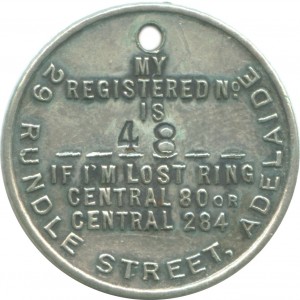 MY
REGISTERED No
IS
48
IF I'M LOST RING
CENTRAL 80 OR
CENTRAL 284
29 RUNDLE STREET, ADELAIDE